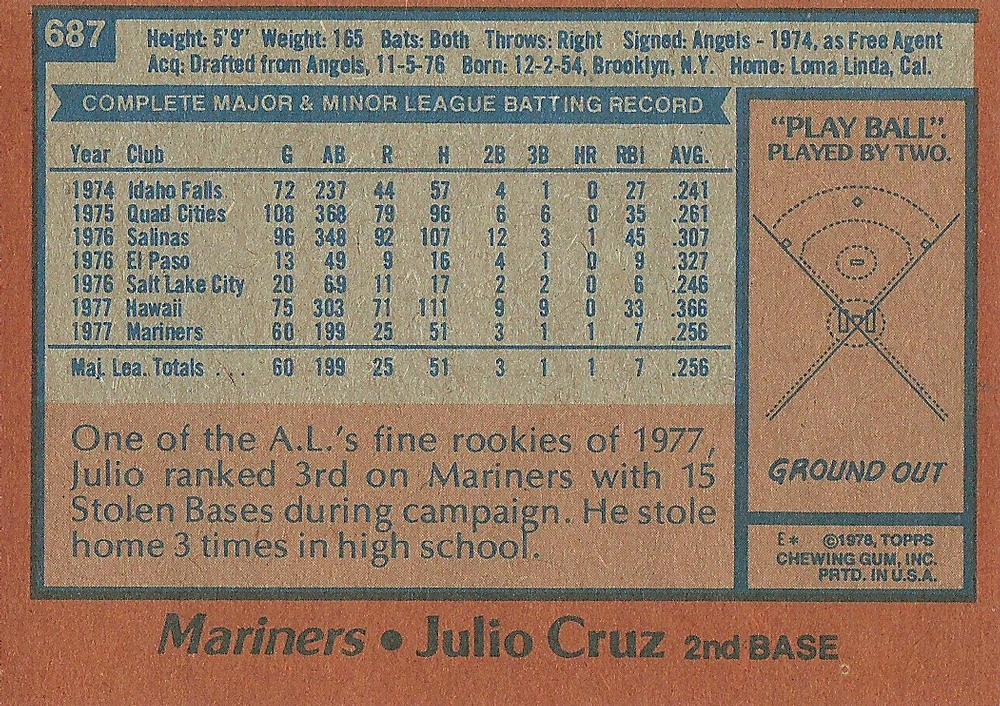 687
Height: 5'9" Weight: 165 Bats: Both Throws: Right Signed: Angels - 1974, as Free Agent
Acq: Drafted from Angels, 11-5-76 Born: 12-2-54, Brooklyn, N.Y. Home: Loma Linda, Cal.
COMPLETE MAJOR & MINOR LEAGUE BATTING RECORD
Year Club G AB R H 2B 3B HR RBI AVG.
1974 Idaho Falls 72 237 44 57 4 1 0 27 .241
1975 Quad Cities 108 368 79 96 6 6 0 35 .261
1976 Salinas 96 348 92 107 12 3 1 45 .307
1976 El Paso 13 49 9 16 4 1 0 9 .327
1976 Salt Lake City 20 69 11 17 2 2 0 6 .246
1977 Hawaii 75 303 71 111 9 9 0 33 .366
1977 Mariners 60 199 25 51 3 1 1 7 .256
Maj. Lea. Totals . . . 60 199 25 51 3 1 1 7 .256
One of the A.L.'s fine rookies of 1977,
Julio ranked 3rd on Mariners with 15
Stolen Bases during campaign. He stole
home 3 times in high school.
"PLAY BALL".
PLAYED BY TWO.
GROUND OUT
E* ©1978, TOPPS
CHEWING GUM, INC.
PRTD. IN U.S.A.
Mariners • Julio Cruz 2nd BASE